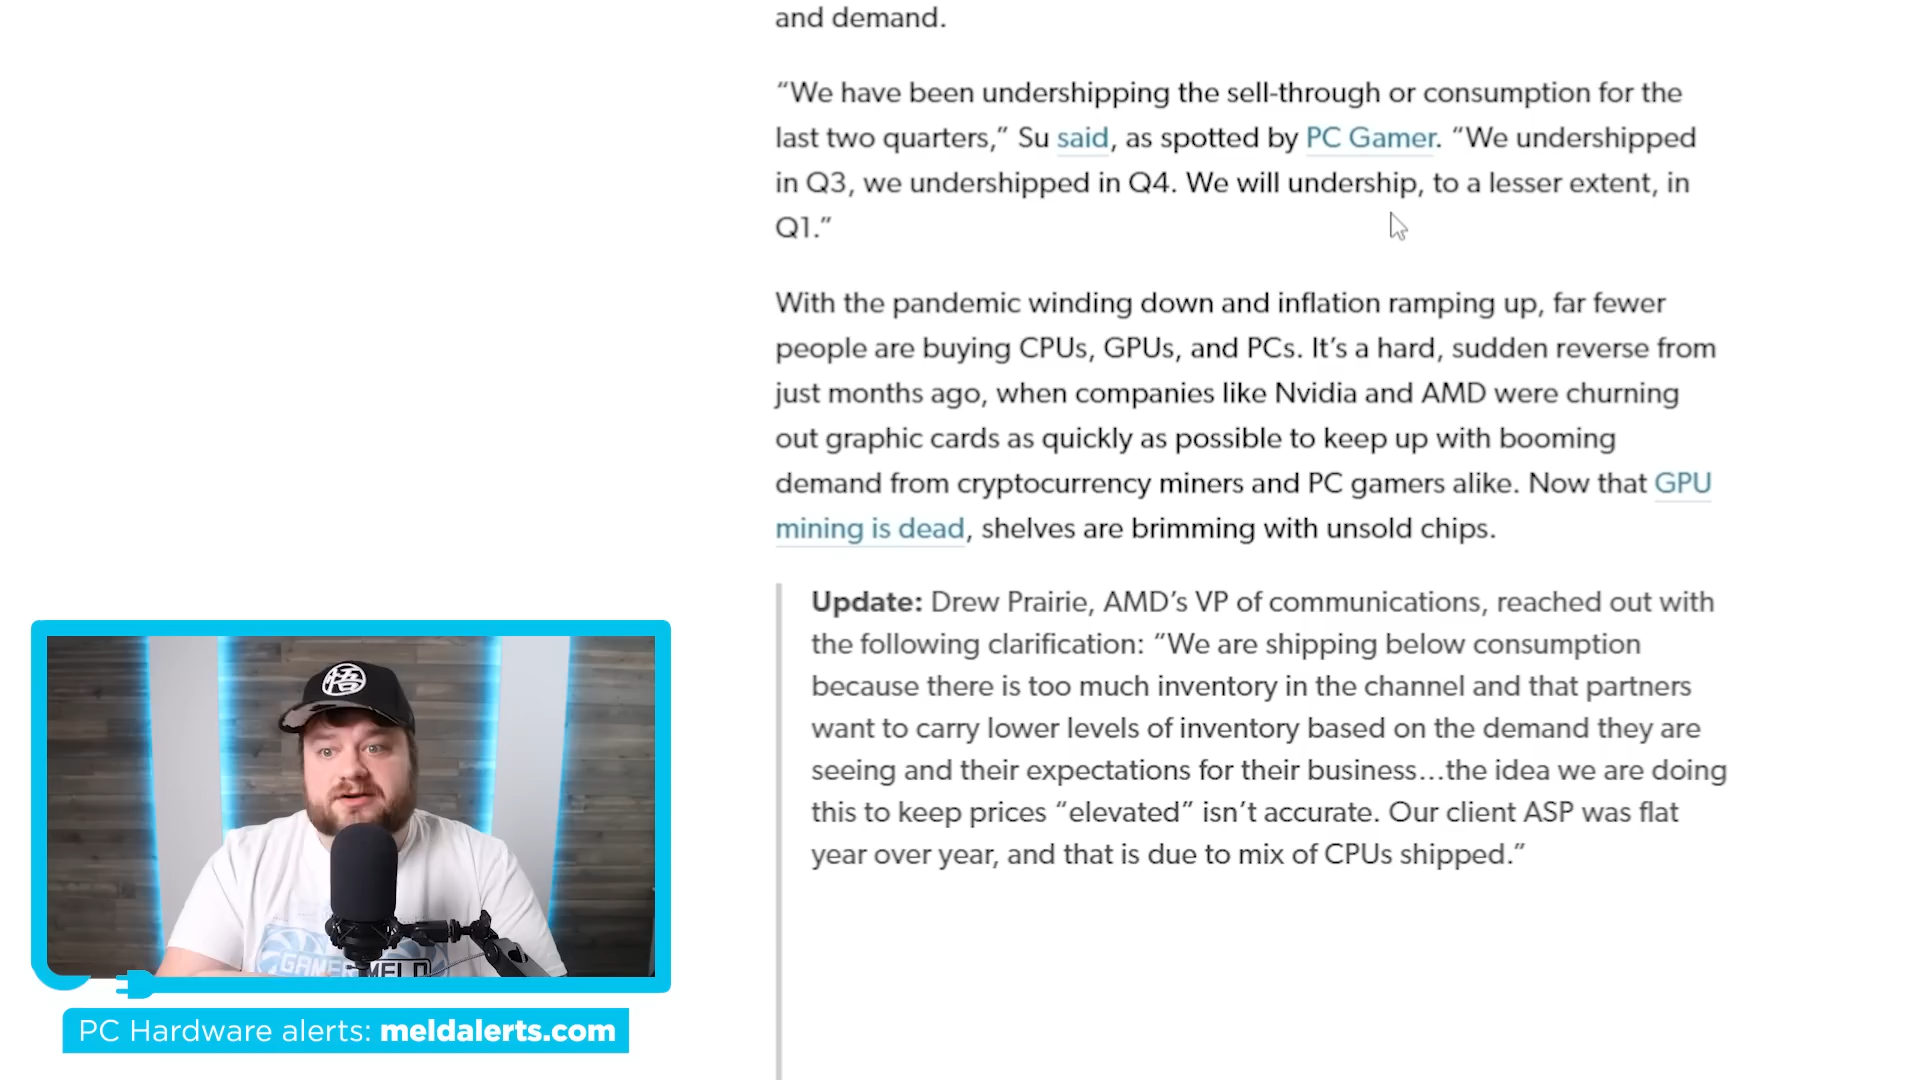 and demand.
“We have been undershipping the sell-through or consumption for the
last two quarters,” Su said, as spotted by PC Gamer. “We undershipped
in Q3, we undershipped in Q4. We will undership, to a lesser extent, in
Q1.”
With the pandemic winding down and inflation ramping up, far fewer
people are buying CPUs, GPUs, and PCs. It’s a hard, sudden reverse from
just months ago, when companies like Nvidia and AMD were churning
out graphic cards as quickly as possible to keep up with booming
demand from cryptocurrency miners and PC gamers alike. Now that GPU
mining is dead, shelves are brimming with unsold chips.
Update: Drew Prairie, AMD’s VP of communications, reached out with
the following clarification: “We are shipping below consumption
because there is too much inventory in the channel and that partners
want to carry lower levels of inventory based on the demand they are
seeing and their expectations for their business…the idea we are doing
this to keep prices “elevated” isn’t accurate. Our client ASP was flat
year over year, and that is due to mix of CPUs shipped.”
悟
GAMER MELD
PC Hardware alerts: meldalerts.com